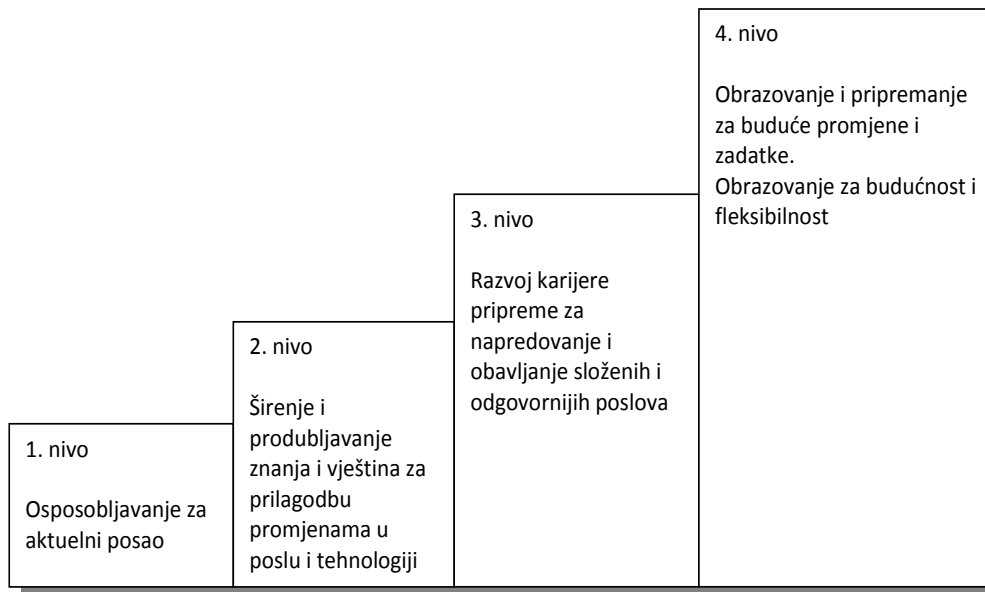 1. nivo
Osposobljavanje za
aktuelni posao
2. nivo
Širenje i
produbljavanje
znanja i vještina za
prilagodbu
promjenama u
poslu i tehnologiji
3. nivo
Razvoj karijere
pripreme za
napredovanje i
obavljanje složenih i
odgovornijih poslova
4. nivo
Obrazovanje i pripremanje
za buduće promjene i
zadatke.
Obrazovanje za budućnost i
fleksibilnost